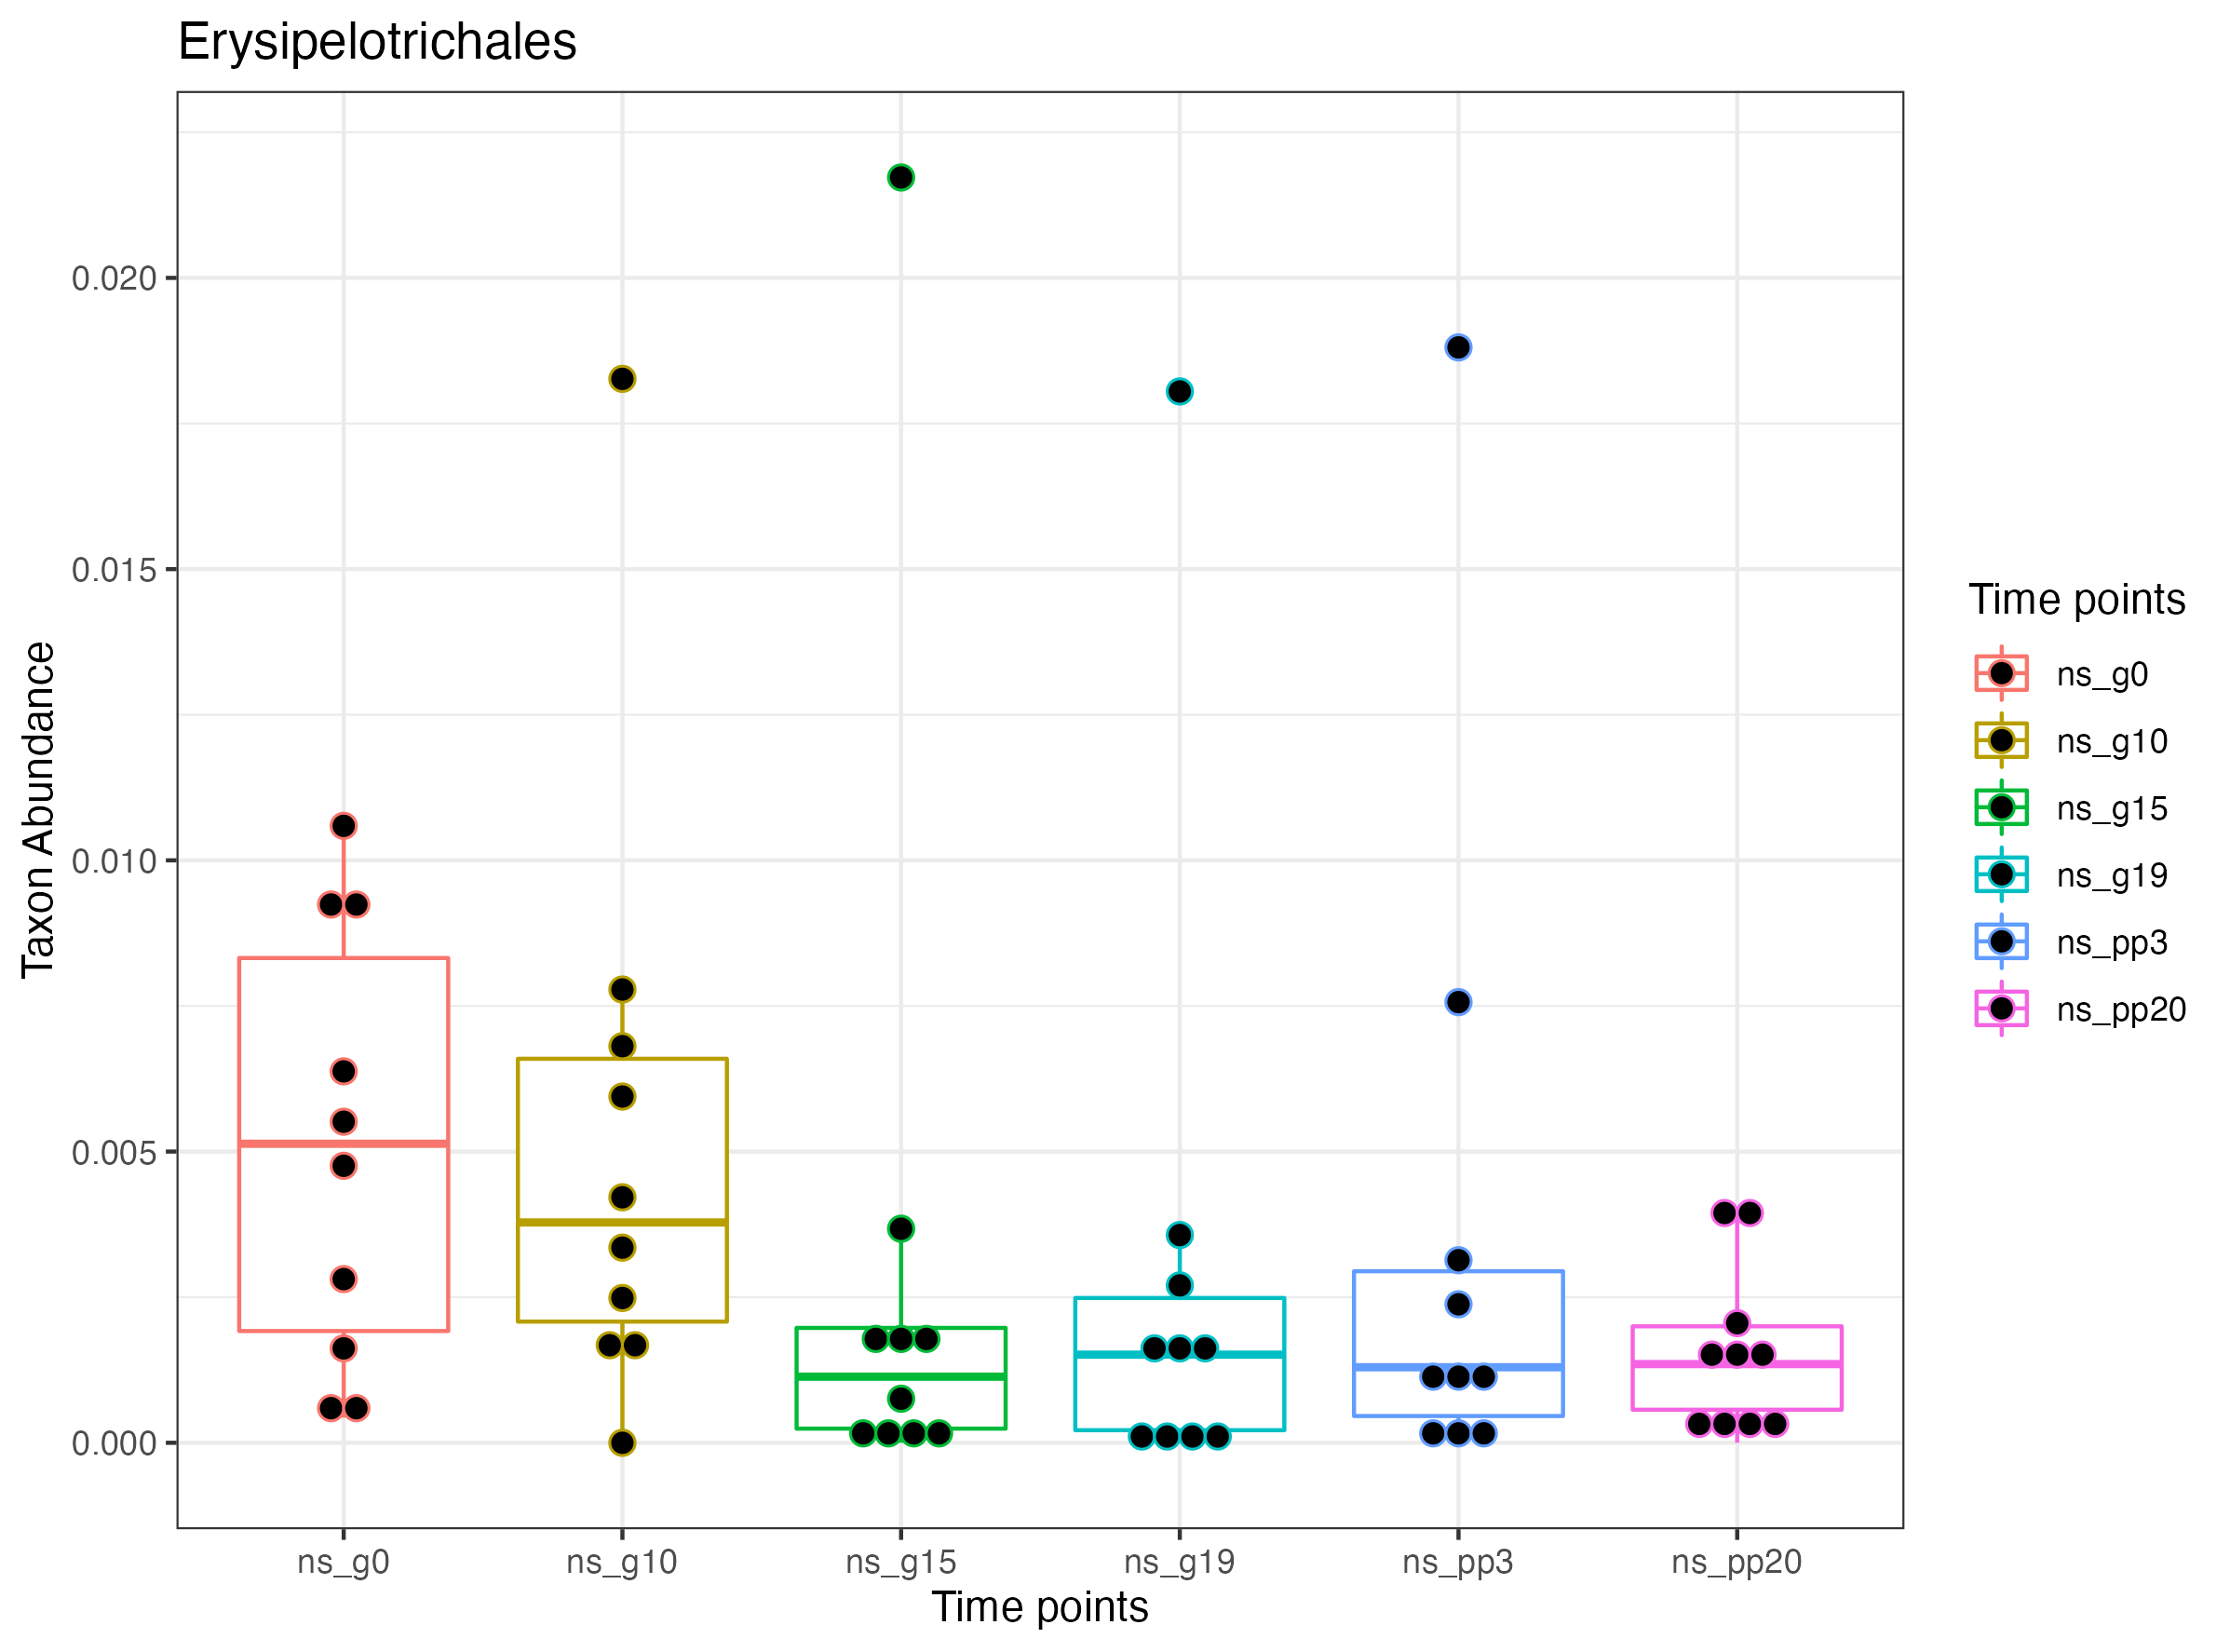 Erysipelotrichales
Taxon Abundance
0.020
0.015
0.010
0.005
0.000
ns_g0
ns_g10
ns_g15
ns_g19
ns_pp3
ns_pp20
Time points
Time points
ns_g0
ns_g10
ns_g15
ns_g19
ns_pp3
ns_pp20